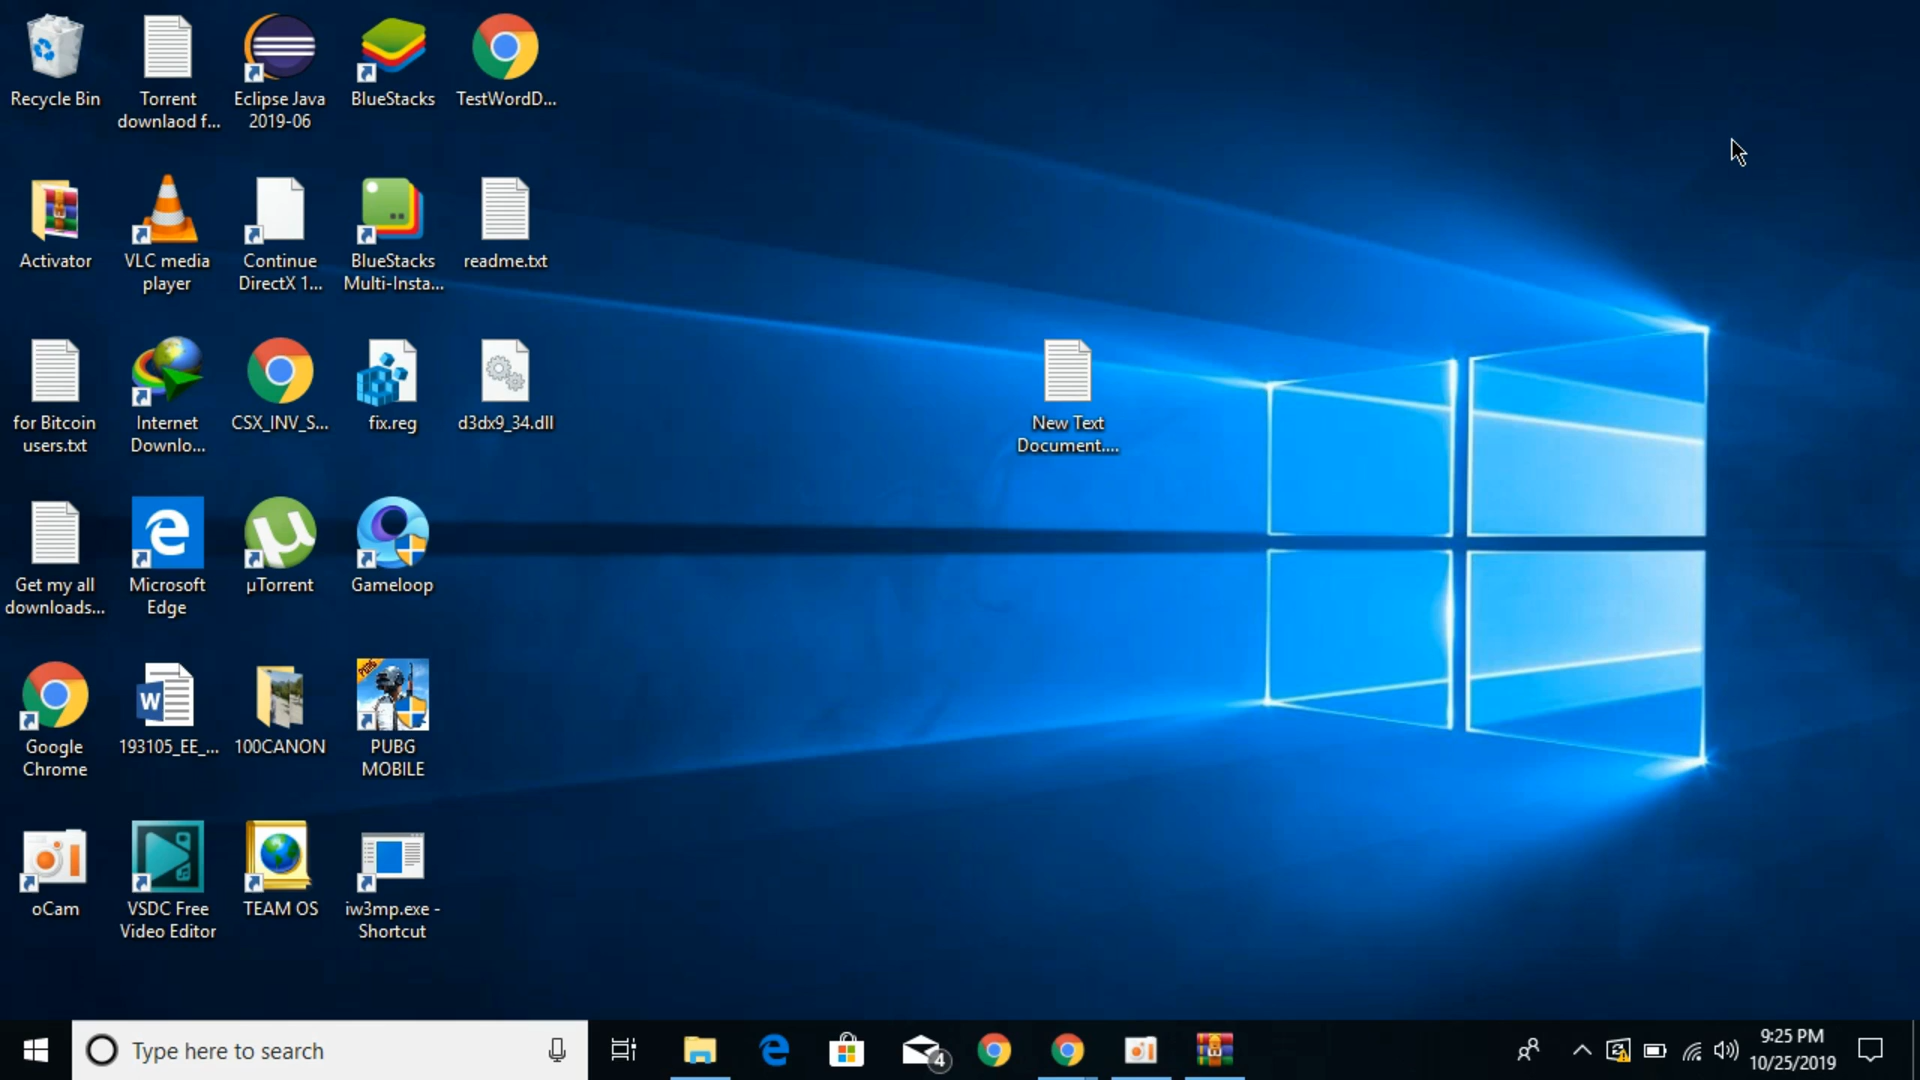 Recycle Bin
Torrent
downlaod f...
Eclipse Java
2019-06
BlueStacks
TestWordD...
Activator
VLC media
player
Continue
DirectX 1...
BlueStacks
Multi-Insta...
readme.txt
for Bitcoin
users.txt
Internet
Downlo...
CSX_INV_S...
fix.reg
d3dx9_34.dll
New Text
Document....
Get my all
downloads...
Microsoft
Edge
µTorrent
Gameloop
Google
Chrome
193105_EE_...
100CANON
PUBG
PUBG
MOBILE
oCam
VSDC Free
Video Editor
TEAM OS
iw3mp.exe -
Shortcut
Type here to search
4
9:25 PM
10/25/2019